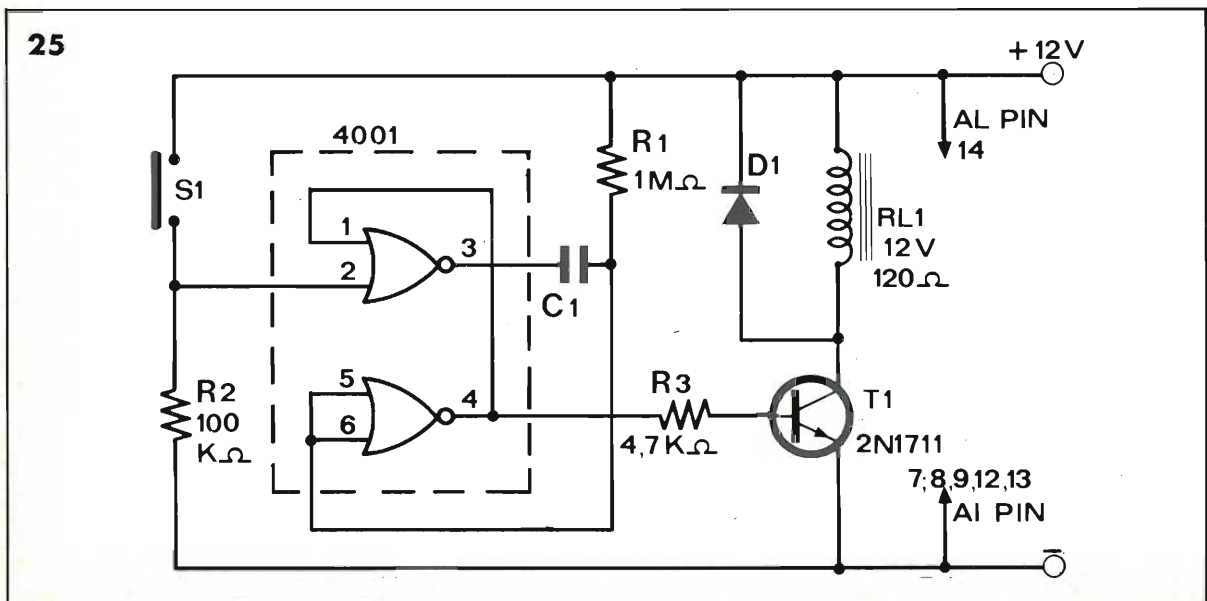 25
+12V
4001
R1
1MΩ
D1
AL PIN
14
S1
1
2
3
C1
RL1
12V
120Ω
R2
100
KΩ
5
6
4
R3
4,7KΩ
T1
2N1711
7;8,9,12,13
AI PIN
−